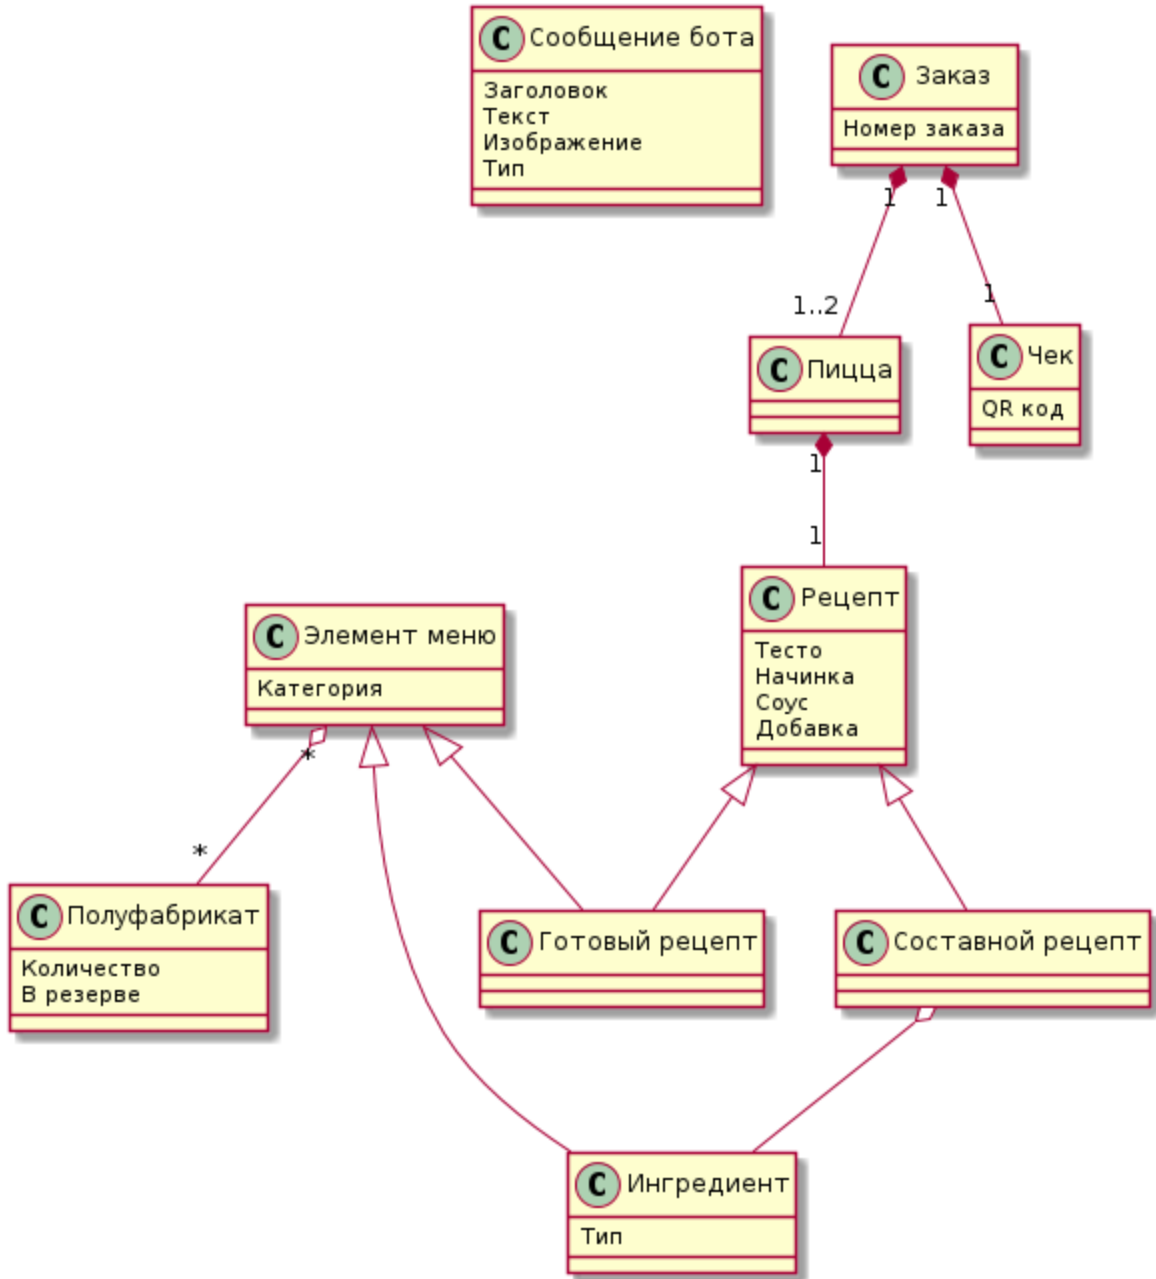 C Сообщение бота
Заголовок
Текст
Изображение
Тип
C Заказ
Номер заказа
1
1
1..2
1
C Пицца
C Чек
QR код
1
1
C Рецепт
Тесто
Начинка
Соус
Добавка
C Элемент меню
Категория
*
*
C Полуфабрикат
Количество
В резерве
C Готовый рецепт
C Составной рецепт
C Ингредиент
Тип